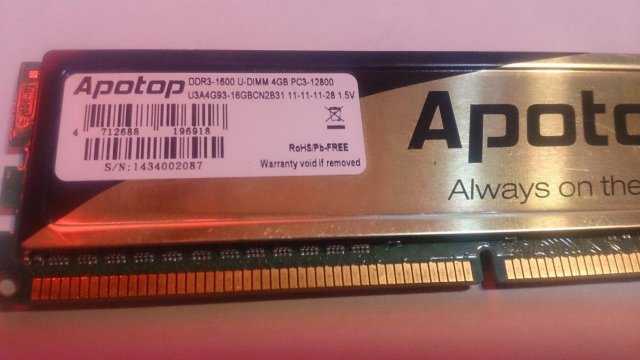 Apotop DDR3-1600 U-DIMM 4GB PC3-12800
U3A4G93-16GBCN2B31 11-11-11-28 1.5V
4 712688 196918
RoHS/Pb-FREE
S/N:1434002087
Warranty void if removed
Apoto
Always on the